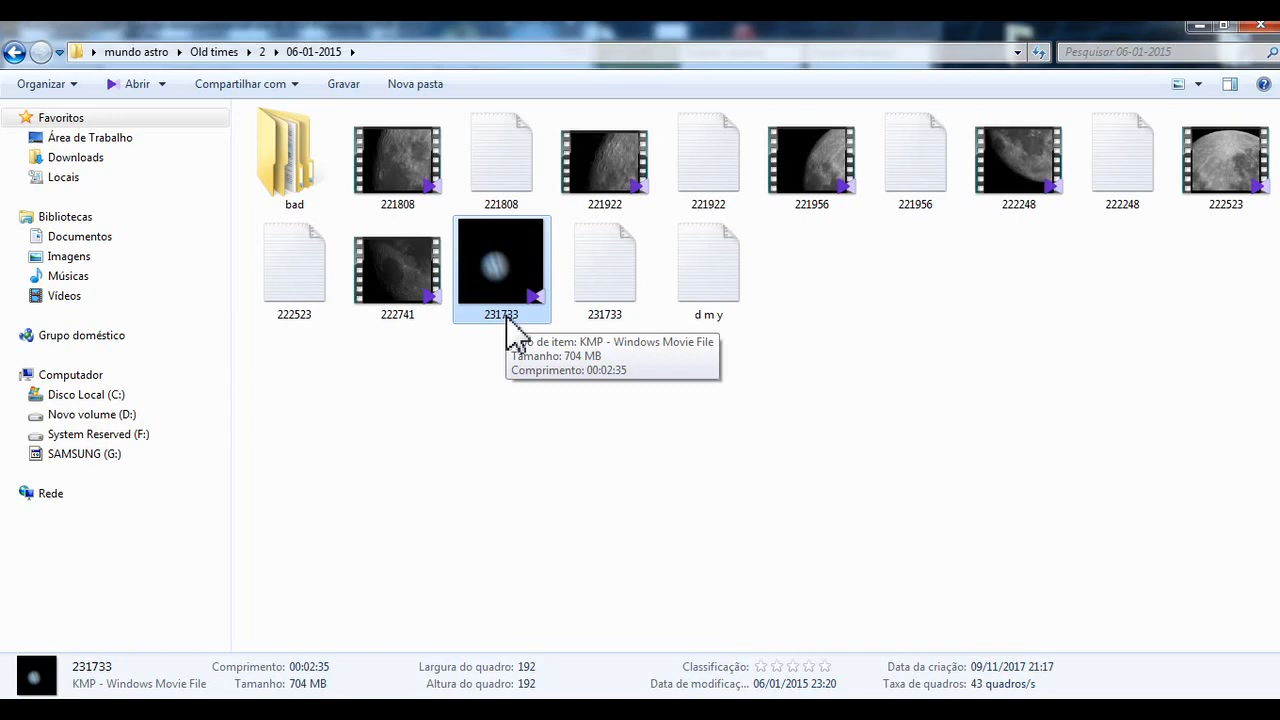 mundo astro Old times 2 06-01-2015
Pesquisar 06-01-2015
Organizar Abrir Compartilhar com Gravar Nova pasta
Favoritos
Área de Trabalho
Downloads
Locais
Bibliotecas
Documentos
Imagens
Músicas
Vídeos
Grupo doméstico
Computador
Disco Local (C:)
Novo volume (D:)
System Reserved (F:)
SAMSUNG (G:)
Rede
bad 221808 221808 221922 221922 221956 221956 222248 222248 222523
222523 222741 231733 231733 d m y
o de item: KMP - Windows Movie File
Tamanho: 704 MB
Comprimento: 00:02:35
231733 Comprimento: 00:02:35 Largura do quadro: 192 Classificação: Data da criação: 09/11/2017 21:17
KMP - Windows Movie File Tamanho: 704 MB Altura do quadro: 192 Data de modificaç... 06/01/2015 23:20 Taxa de quadros: 43 quadros/s